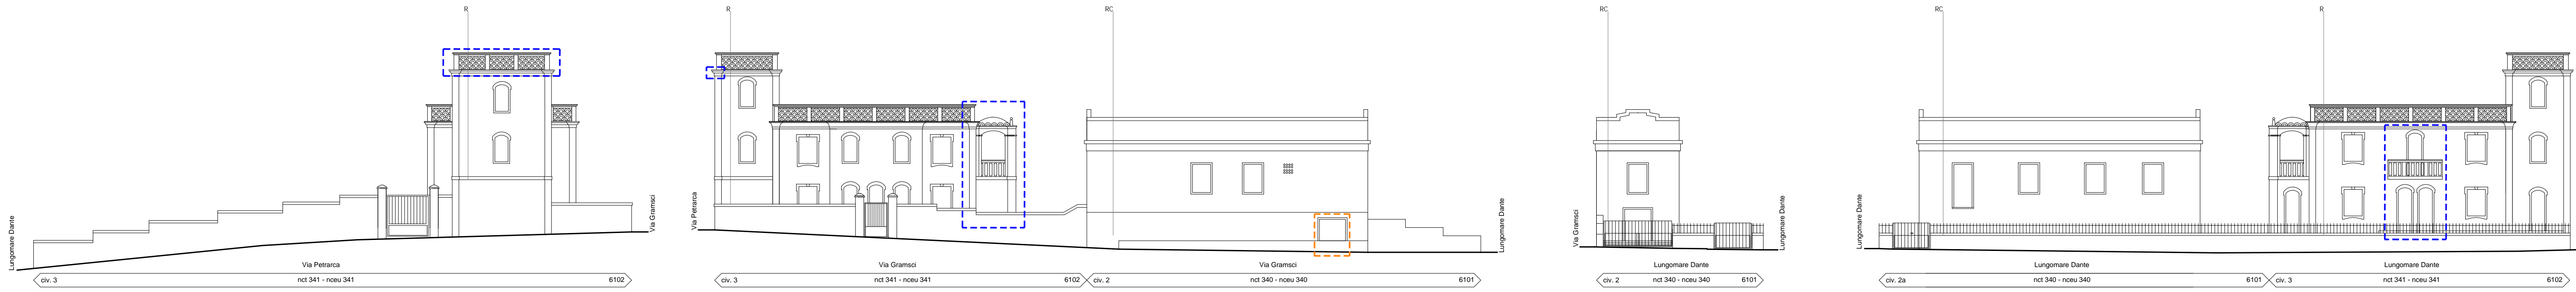 R
Lungomare Dante
Via Gramsci
Via Petrarca
civ. 3 nct 341 - nceu 341 6102
R
RC
Via Petrarca
Lungomare Dante
Via Gramsci
Via Gramsci
civ. 3 nct 341 - nceu 341 6102
civ. 2 nct 340 - nceu 340 6101
RC
Via Gramsci
Lungomare Dante
Lungomare Dante
civ. 2 nct 340 - nceu 340 6101
RC
R
Lungomare Dante
Lungomare Dante
Lungomare Dante
civ. 2a nct 340 - nceu 340 6101
civ. 3 nct 341 - nceu 341 6102